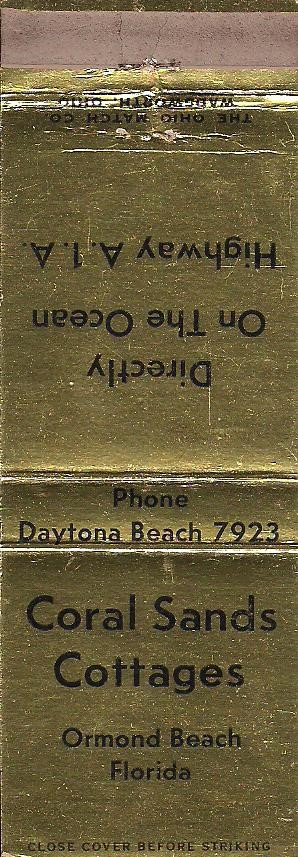 Coral Sands
Cottages
Ormond Beach
Florida
CLOSE COVER BEFORE STRIKING
Phone
Daytona Beach 7923
Directly
On The Ocean
Highway A. 1. A.
THE OHIO MATCH CO.
WADSWORTH, OHIO